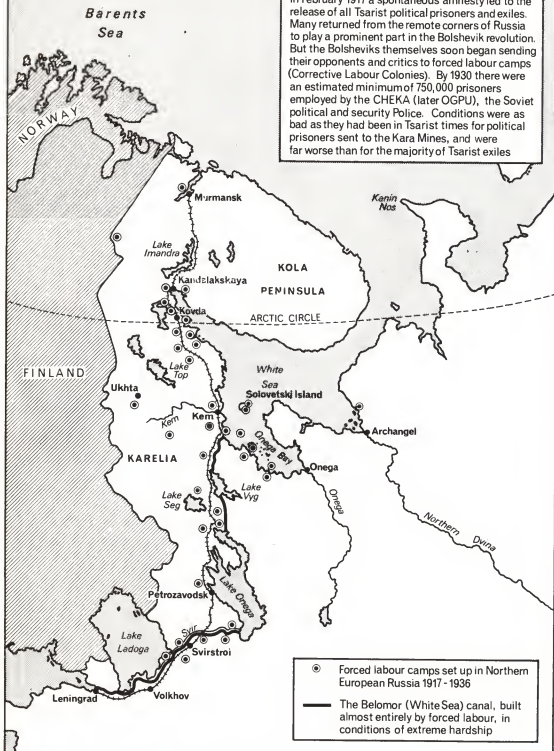 In February 1917 a spontaneous amnesty led to the
release of all Tsarist political prisoners and exiles.
Many returned from the remote corners of Russia
to play a prominent part in the Bolshevik revolution.
But the Bolsheviks themselves soon began sending
their opponents and critics to forced labour camps
(Corrective Labour Colonies). By 1930 there were
an estimated minimum of 750,000 prisoners
employed by the CHEKA (later OGPU), the Soviet
political and security Police. Conditions were as
bad as they had been in Tsarist times for political
prisoners sent to the Kara Mines, and were
far worse than for the majority of Tsarist exiles
Barents
Sea
NORWAY
Murmansk
Kanin
Nos
Lake
Imandra
KOLA
PENINSULA
Kandalakskaya
Kovda
ARCTIC CIRCLE
Lake
Top
FINLAND
White
Sea
Solovetski Island
Ukhta
Kem
Kem
Archangel
Onega Bay
Onega
KARELIA
Lake
Vyg
Onega
Lake
Seg
Northern Dvina
Petrozavodsk
Lake Onega
Lake
Ladoga
Svir
Svirstroi
Leningrad
Volkhov
Forced labour camps set up in Northern
European Russia 1917-1936
The Belomor (White Sea) canal, built
almost entirely by forced labour, in
conditions of extreme hardship